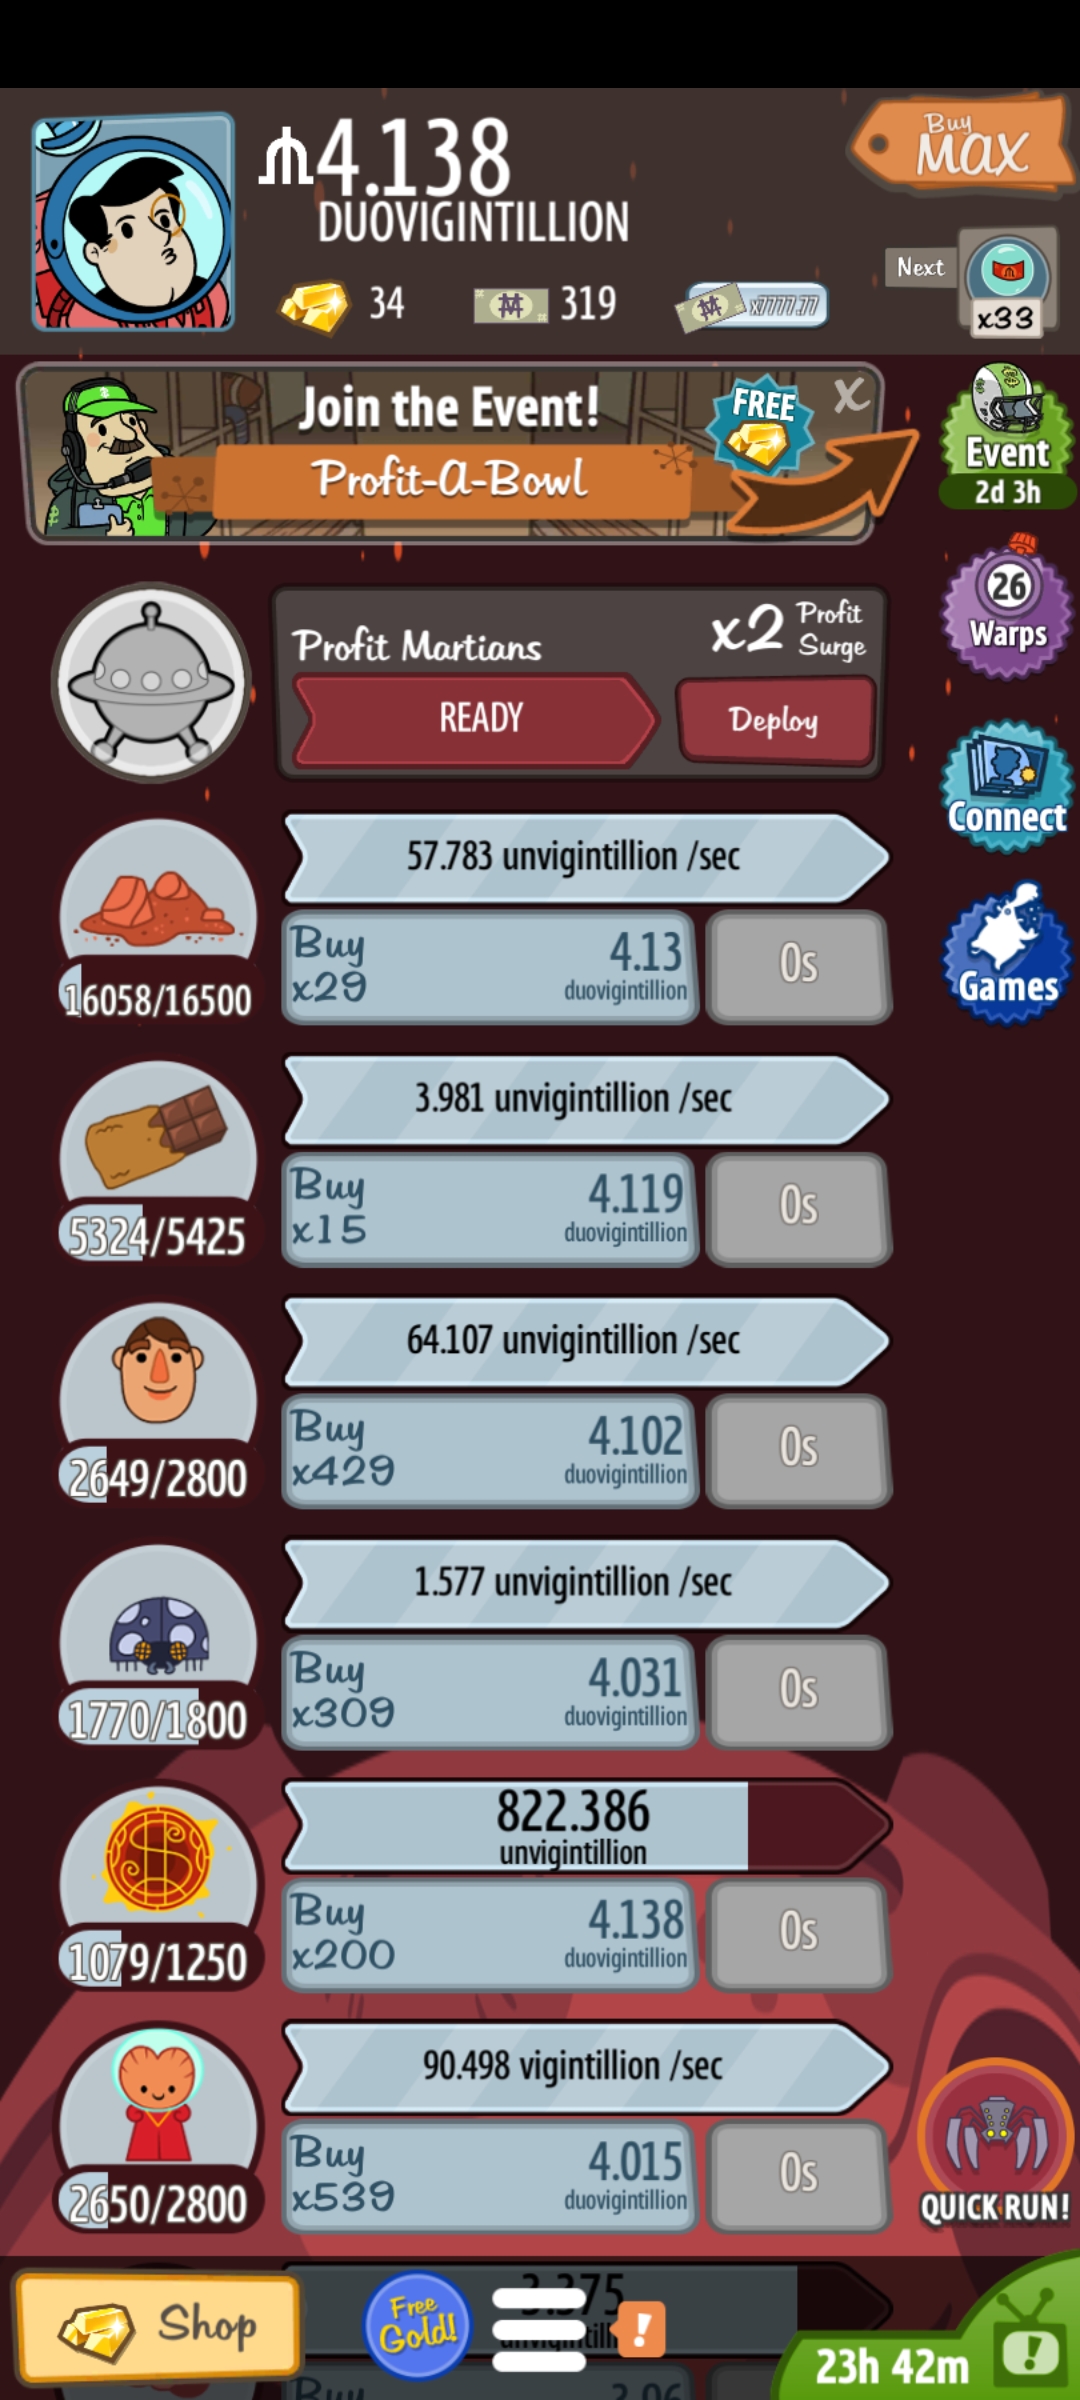 4.138
DUOVIGINTILLION
Buy
MAX
34
319
x7777.77
Next
x33
Join the Event!
FREE
X
Profit-A-Bowl
Event
2d 3h
Profit Martians
x2 Profit Surge
READY
Deploy
26
Warps
Connect
Games
57.783 unvigintillion /sec
16058/16500
Buy
x29
4.13
duovigintillion
0s
3.981 unvigintillion /sec
5324/5425
Buy
x15
4.119
duovigintillion
0s
64.107 unvigintillion /sec
2649/2800
Buy
x429
4.102
duovigintillion
0s
1.577 unvigintillion /sec
1770/1800
Buy
x309
4.031
duovigintillion
0s
822.386
unvigintillion
1079/1250
Buy
x200
4.138
duovigintillion
0s
90.498 vigintillion /sec
2650/2800
Buy
x539
4.015
duovigintillion
0s
QUICK RUN!
Shop
Free
Gold!
3.375
!
23h 42m
!
Buy
3.06